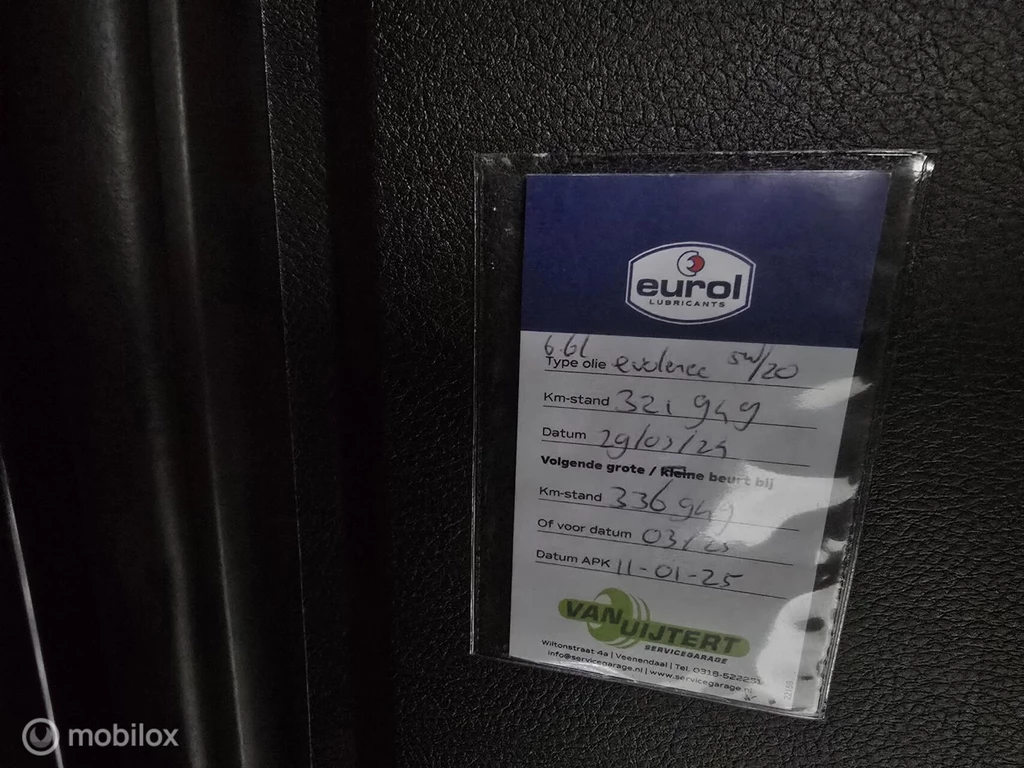 eurol
LUBRICANTS
6.6L
Type olie evolence 5w/20
Km-stand 321 949
Datum 29/03/24
Volgende grote / kleine beurt bij
Km-stand 336 949
Of voor datum 03/25
Datum APK 11-01-25
VAN UIJTERT
SERVICEGARAGE
Wiltonstraat 4a | Veenendaal | Tel. 0318-522251
info@servicegarage.nl | www.servicegarage.nl
mobilox